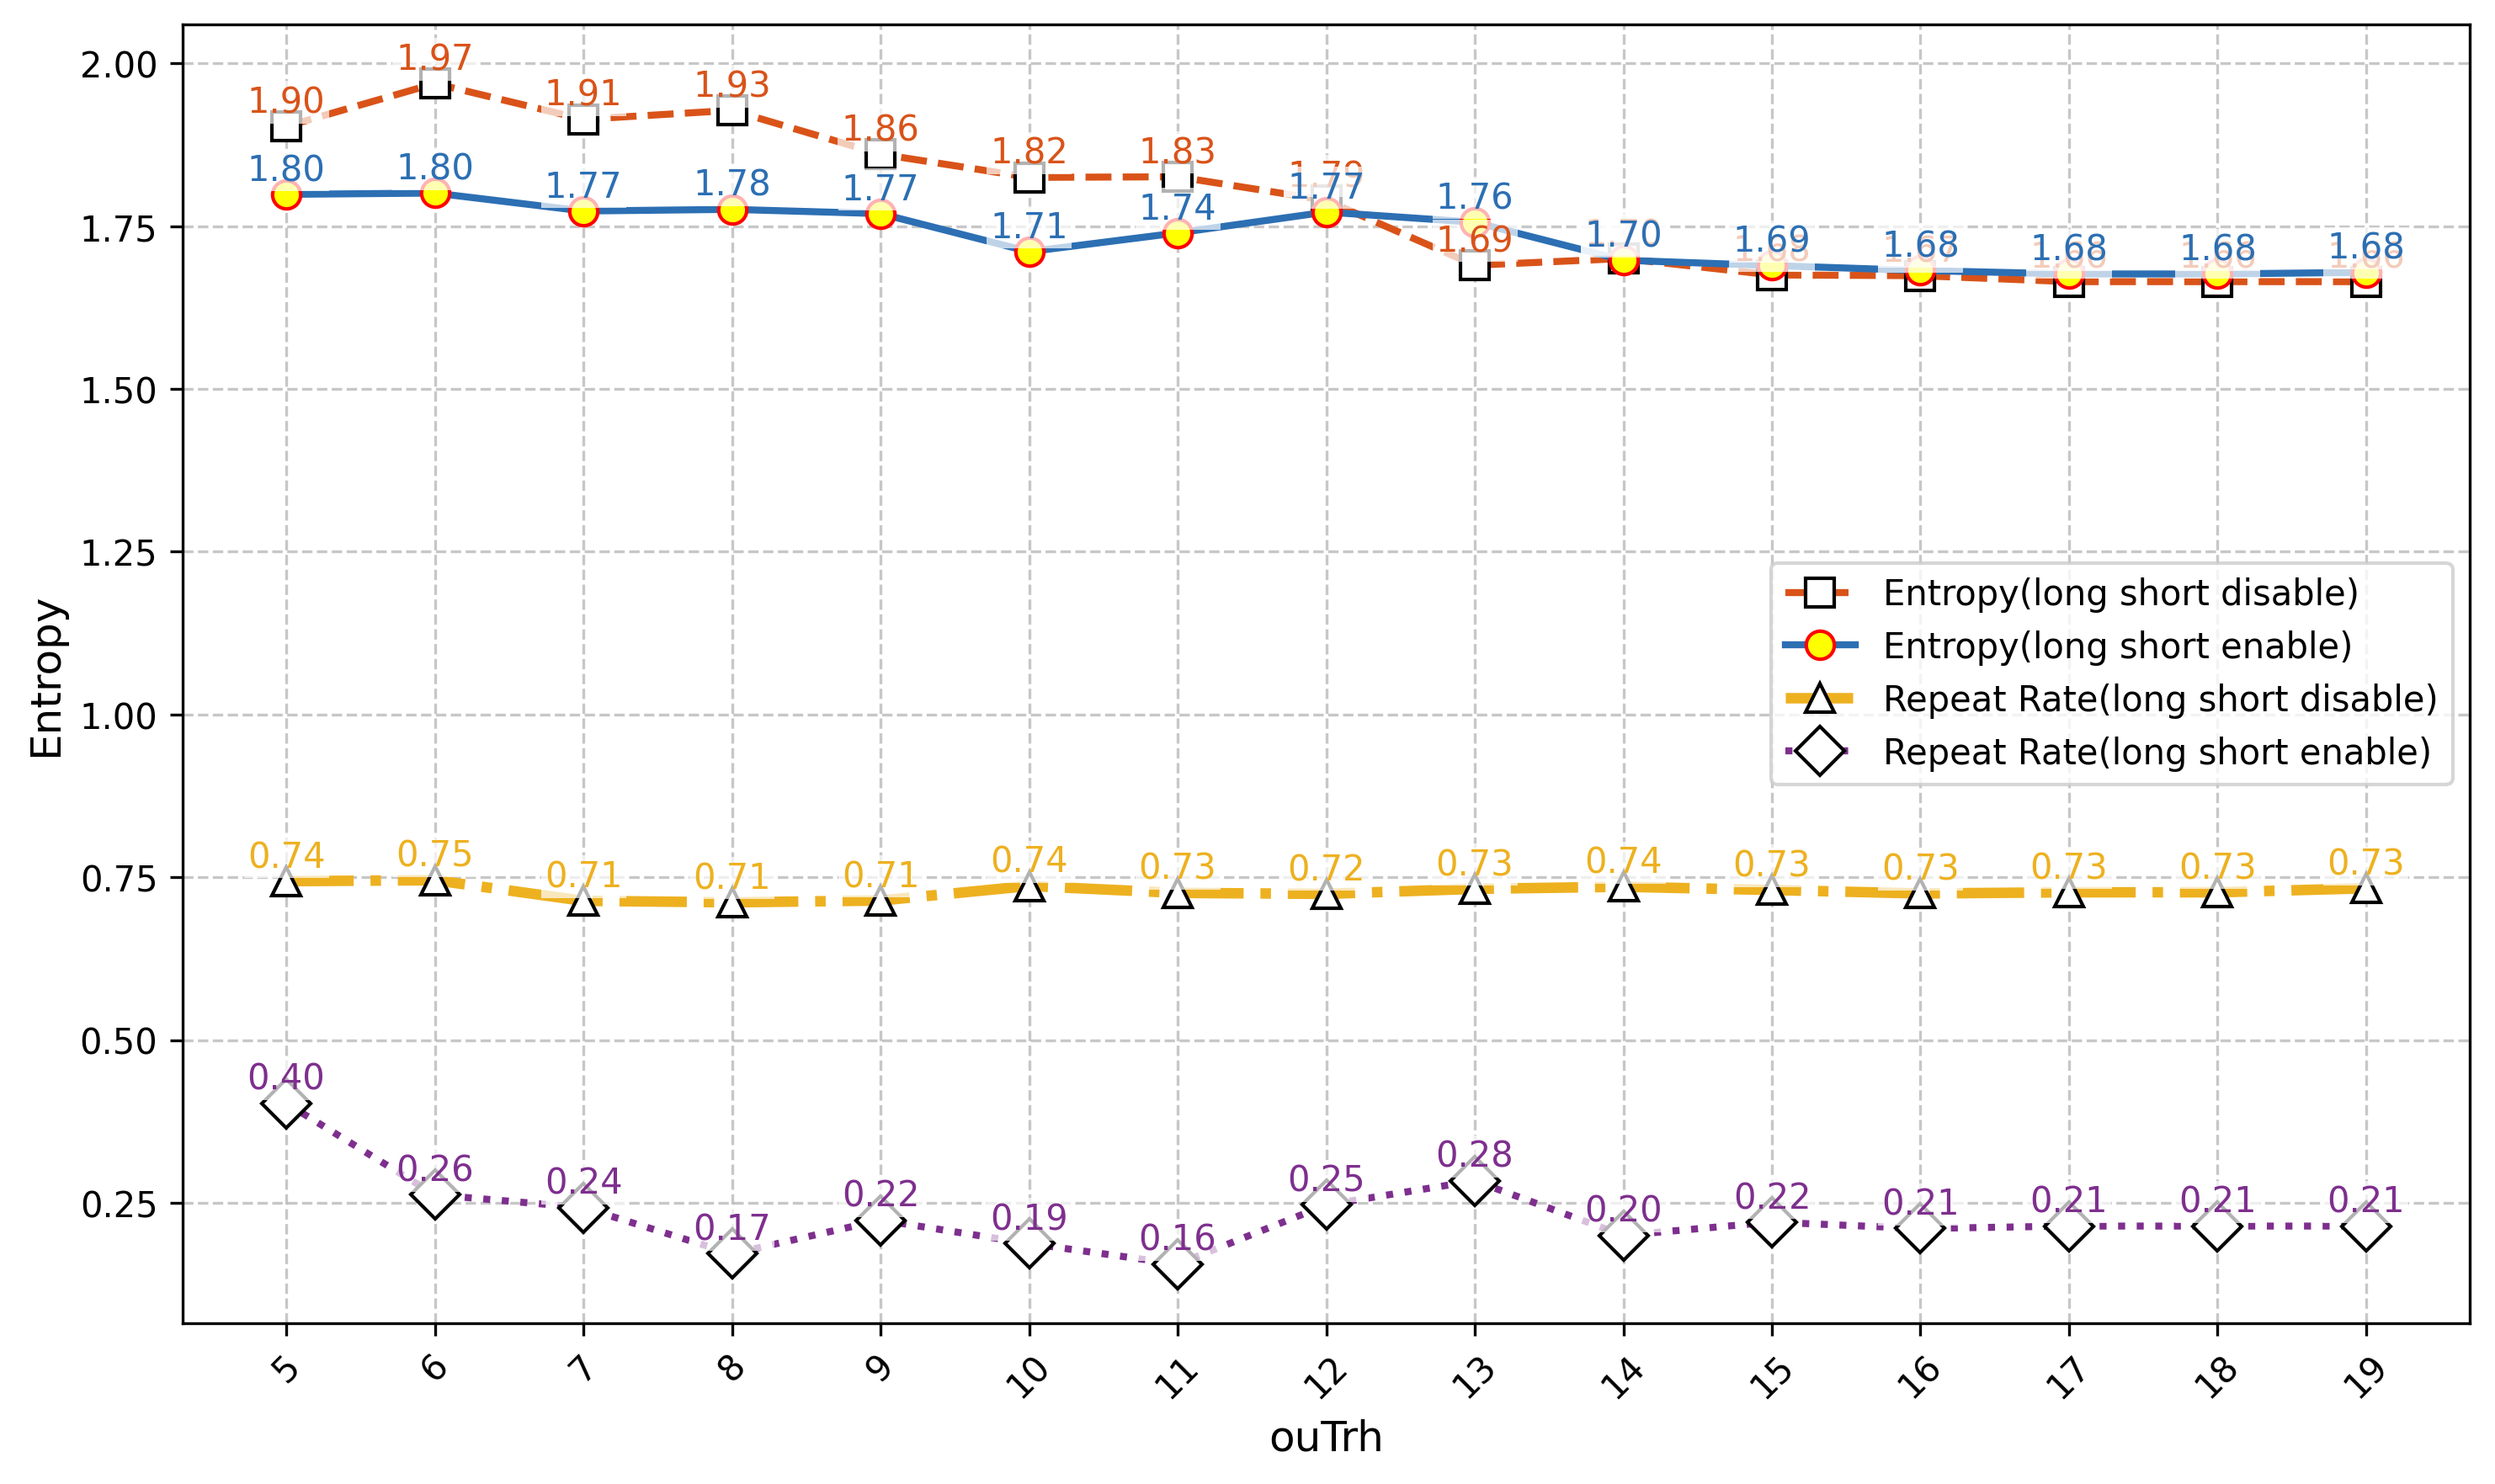 2.00
1.75
1.50
1.25
1.00
0.75
0.50
0.25
Entropy
1.90 1.97 1.91 1.93 1.86 1.82 1.83 1.79 1.69
1.80 1.80 1.77 1.78 1.77 1.71 1.74 1.77 1.76 1.70 1.69 1.68 1.68 1.68 1.68
Entropy(long short disable)
Entropy(long short enable)
Repeat Rate(long short disable)
Repeat Rate(long short enable)
0.74 0.75 0.71 0.71 0.71 0.74 0.73 0.72 0.73 0.74 0.73 0.73 0.73 0.73 0.73
0.40 0.26 0.24 0.17 0.22 0.19 0.16 0.25 0.28 0.20 0.22 0.21 0.21 0.21 0.21
5 6 7 8 9 10 11 12 13 14 15 16 17 18 19
ouTrh